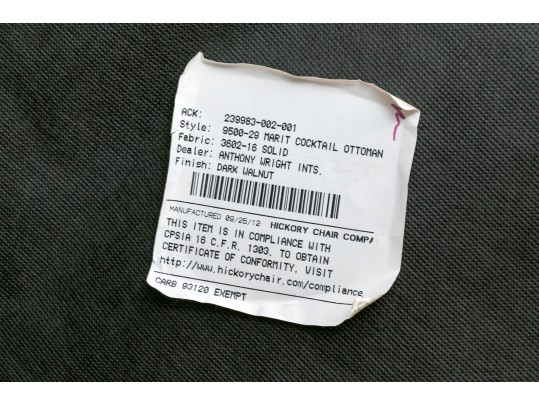 ACK: 239983-002-001
Style: 9500-29 MARIT COCKTAIL OTTOMAN
Fabric: 3602-16 SOLID
Dealer: ANTHONY WRIGHT INTS.
Finish: DARK WALNUT
MANUFACTURED 09/25/12 HICKORY CHAIR COMPA
THIS ITEM IS IN COMPLIANCE WITH
CPSIA 16 C.F.R. 1303. TO OBTAIN
CERTIFICATE OF CONFORMITY, VISIT
http://www.hickorychair.com/compliance
CARB 93120 EXEMPT